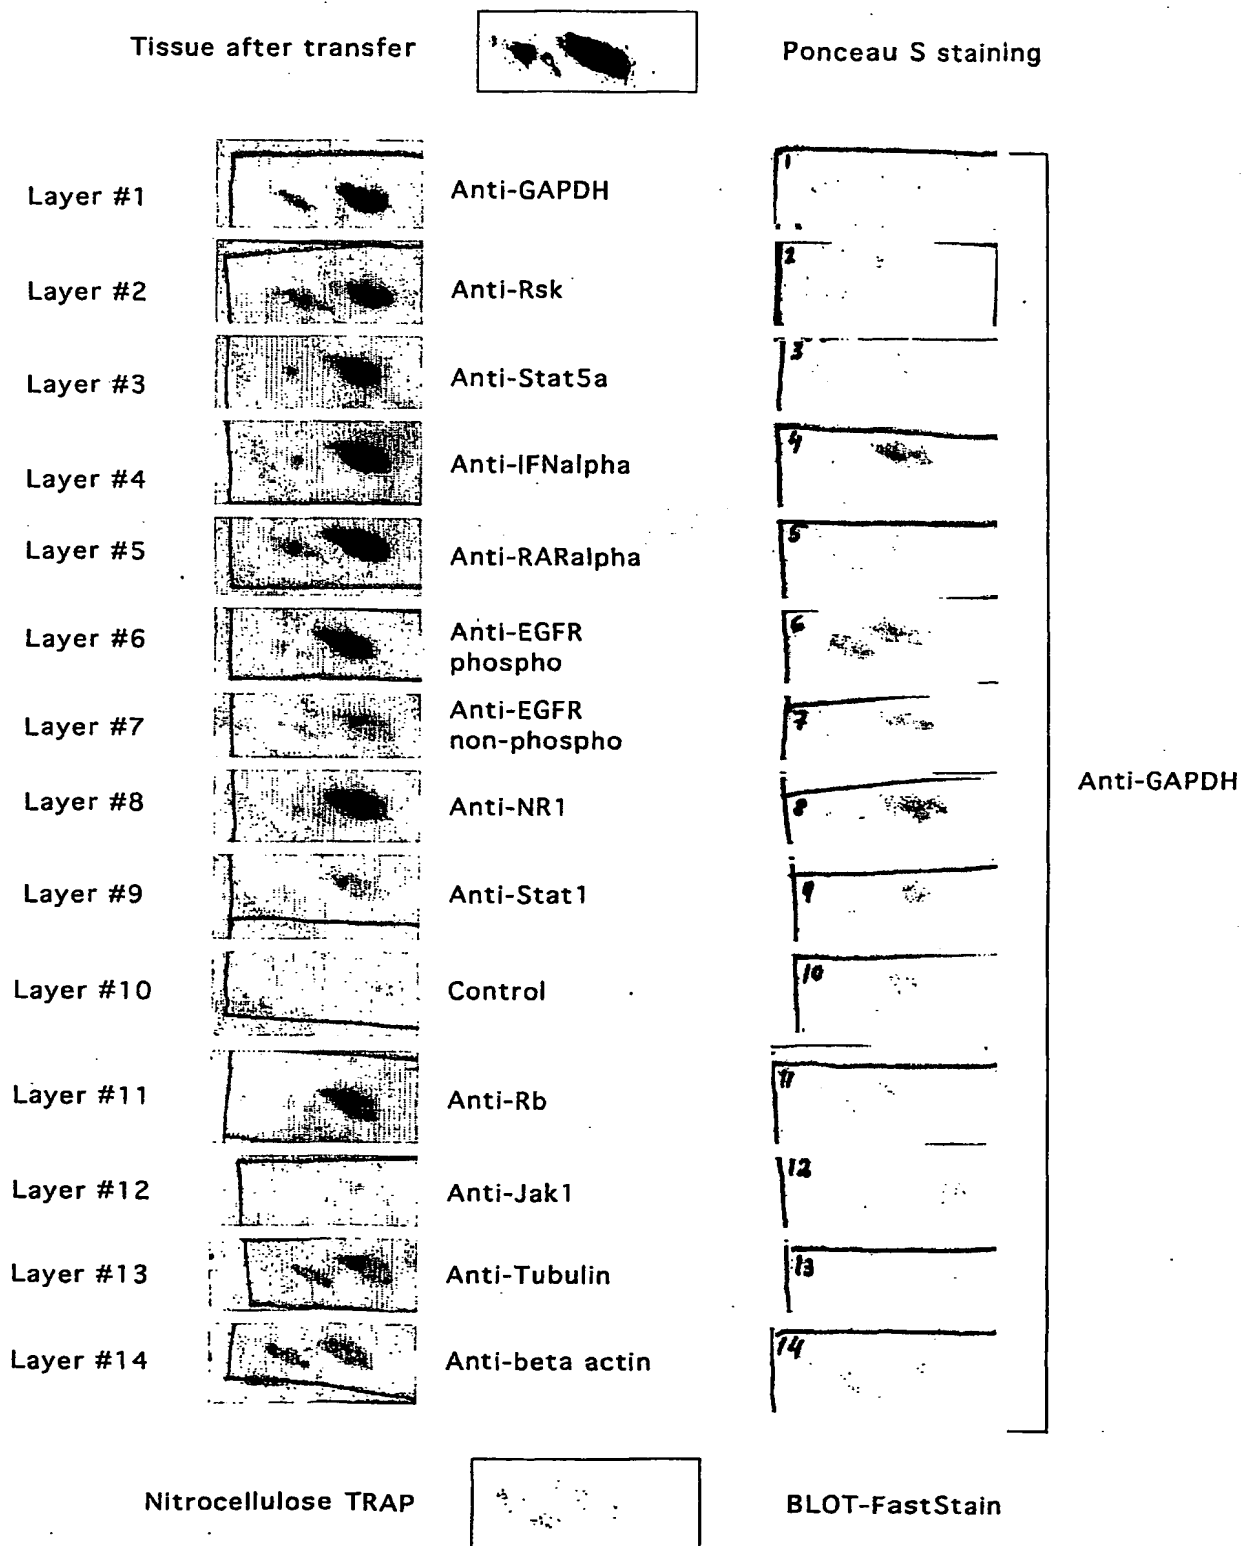 Tissue after transfer
Ponceau S staining
Layer #1
Anti-GAPDH
1
Layer #2
Anti-Rsk
2
Layer #3
Anti-Stat5a
3
Layer #4
Anti-IFNalpha
4
Layer #5
Anti-RARalpha
5
Layer #6
Anti-EGFR
phospho
6
Layer #7
Anti-EGFR
non-phospho
7
Anti-GAPDH
Layer #8
Anti-NR1
8
Layer #9
Anti-Stat1
9
Layer #10
Control
10
Layer #11
Anti-Rb
11
Layer #12
Anti-Jak1
12
Layer #13
Anti-Tubulin
13
Layer #14
Anti-beta actin
14
Nitrocellulose TRAP
BLOT-FastStain